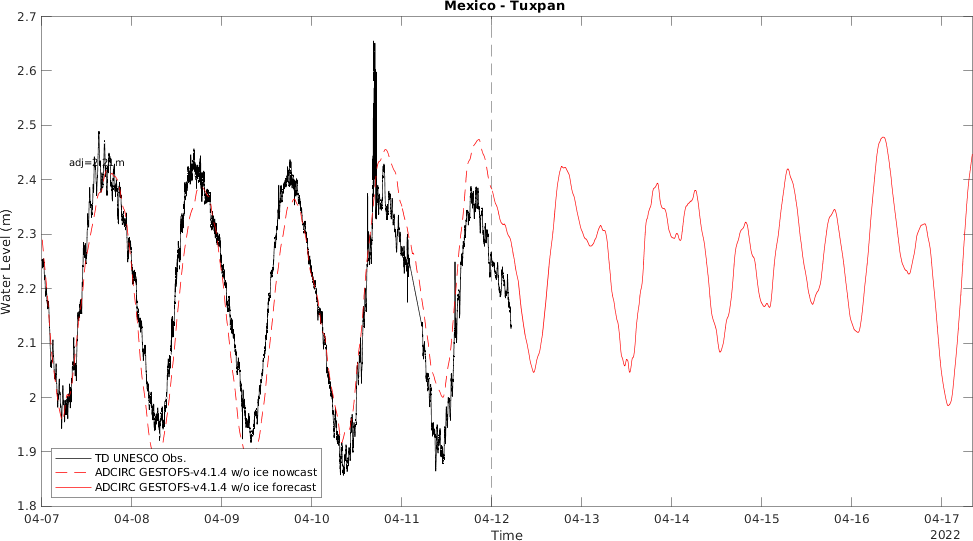 Mexico - Tuxpan
2.7
2.6
2.5
2.4
2.3
2.2
2.1
2
1.9
1.8
Water Level (m)
TD UNESCO Obs.
ADCIRC GESTOFS-v4.1.4 w/o ice nowcast
ADCIRC GESTOFS-v4.1.4 w/o ice forecast
04-07 04-08 04-09 04-10 04-11 04-12 04-13 04-14 04-15 04-16 04-17
Time
2022